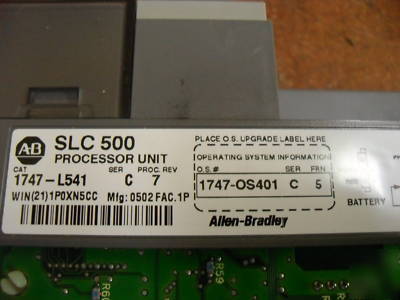 AB SLC 500
PROCESSOR UNIT
CAT SER PROC. REV
1747-L541 C 7
WIN(21)1P0XN5CC Mfg: 0502 FAC.1P
PLACE O.S. UPGRADE LABEL HERE
OPERATING SYSTEM INFORMATION
O.S.# SER FRN
1747-OS401 C 5
Allen-Bradley
BATTERY
R59